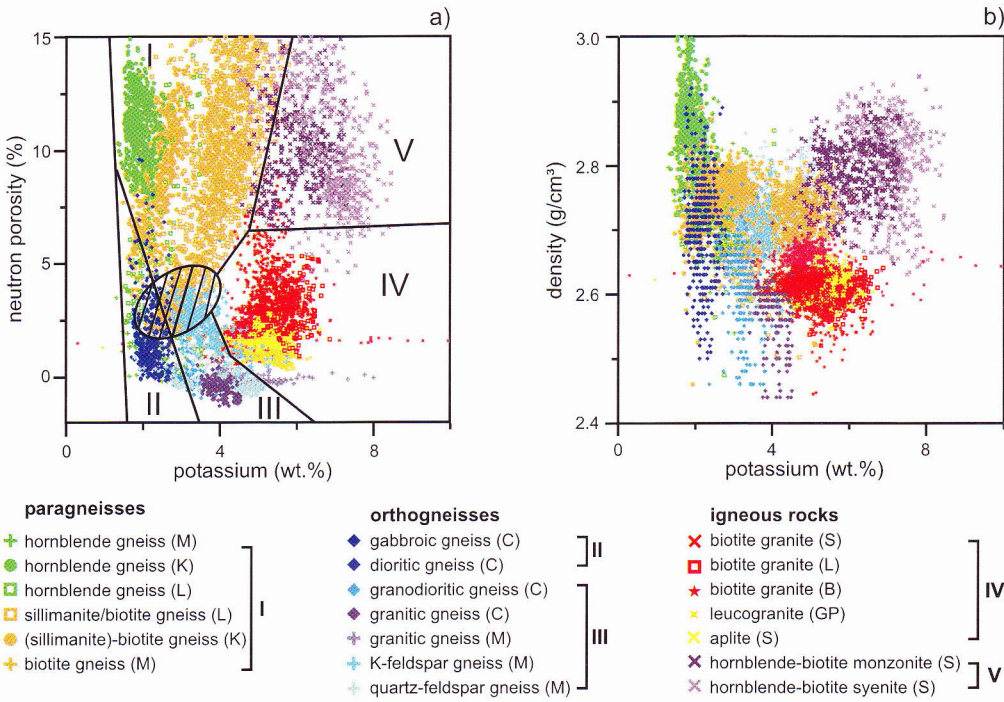 a)
b)
15
10
5
0
neutron porosity (%)
0
4
8
potassium (wt.%)
I
II
III
IV
V
3.0
2.8
2.6
2.4
density (g/cm³)
0
4
8
potassium (wt.%)
paragneisses
hornblende gneiss (M)
hornblende gneiss (K)
hornblende gneiss (L)
sillimanite/biotite gneiss (L)
(sillimanite)-biotite gneiss (K)
biotite gneiss (M)
I
orthogneisses
gabbroic gneiss (C)
dioritic gneiss (C)
granodioritic gneiss (C)
granitic gneiss (C)
granitic gneiss (M)
K-feldspar gneiss (M)
quartz-feldspar gneiss (M)
II
III
igneous rocks
biotite granite (S)
biotite granite (L)
biotite granite (B)
leucogranite (GP)
aplite (S)
hornblende-biotite monzonite (S)
hornblende-biotite syenite (S)
IV
V